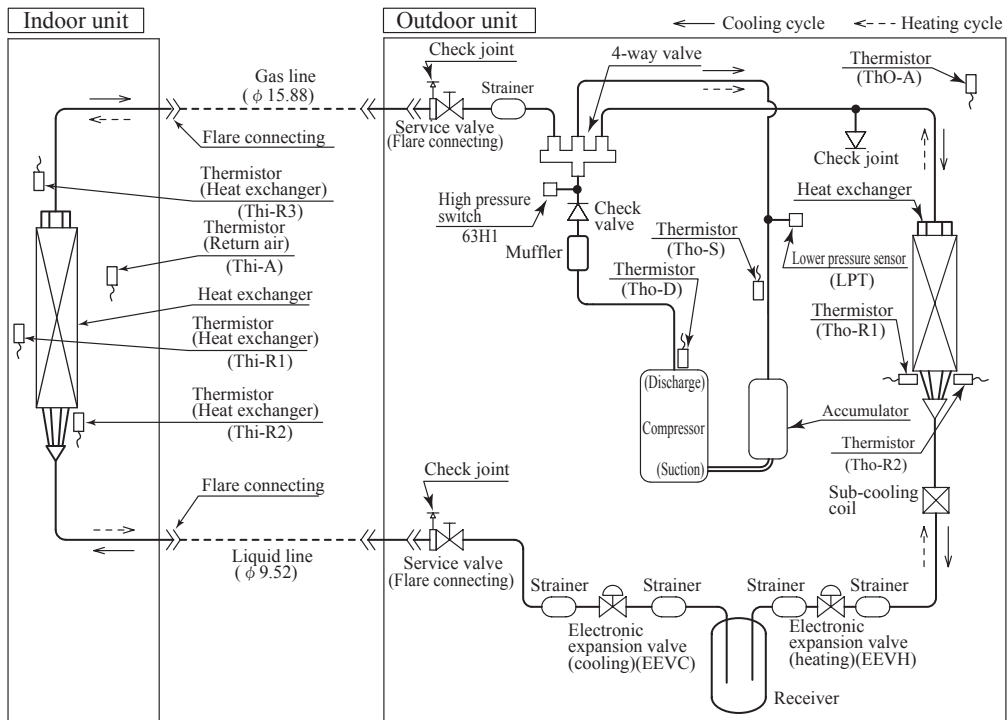 Indoor unit
Outdoor unit
Cooling cycle
Heating cycle
Check joint
4-way valve
Thermistor
(ThO-A)
Gas line
( φ 15.88)
Strainer
Flare connecting
Service valve
(Flare connecting)
Check joint
Thermistor
(Heat exchanger)
(Thi-R3)
High pressure
switch
63H1
Check
valve
Heat exchanger
Thermistor
(Return air)
(Thi-A)
Muffler
Thermistor
(Tho-S)
Lower pressure sensor
(LPT)
Thermistor
(Tho-D)
Heat exchanger
Thermistor
(Heat exchanger)
(Thi-R1)
Thermistor
(Tho-R1)
(Discharge)
Compressor
(Suction)
Accumulator
Thermistor
(Heat exchanger)
(Thi-R2)
Thermistor
(Tho-R2)
Flare connecting
Check joint
Sub-cooling
coil
Liquid line
( φ 9.52)
Service valve
(Flare connecting)
Strainer
Strainer
Strainer
Strainer
Electronic
expansion valve
(cooling)(EEVC)
Electronic
expansion valve
(heating)(EEVH)
Receiver